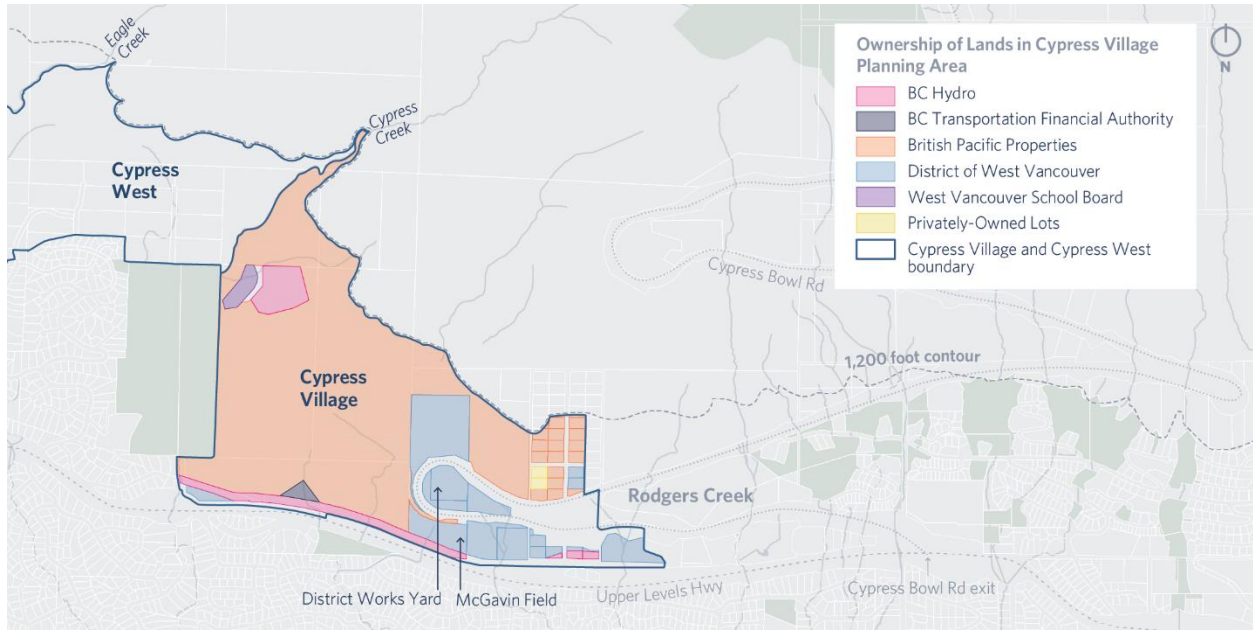 Eagle
Creek
Cypress
Creek
Cypress
West
Cypress
Village
Ownership of Lands in Cypress Village
Planning Area
BC Hydro
BC Transportation Financial Authority
British Pacific Properties
District of West Vancouver
West Vancouver School Board
Privately-Owned Lots
Cypress Village and Cypress West
boundary
N
Cypress Bowl Rd
1,200 foot contour
Rodgers Creek
District Works Yard
McGavin Field
Upper Levels Hwy
Cypress Bowl Rd exit